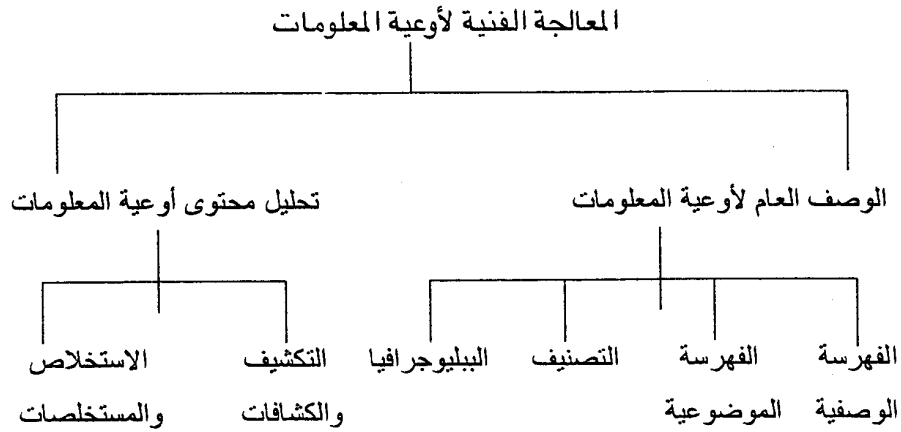 المعالجة الفنية لأوعية المعلومات
الوصف العام لأوعية المعلومات
تحليل محتوى أوعية المعلومات
الفهرسة الوصفية
الفهرسة الموضوعية
التصنيف
الببليوجرافيا
التكشيف والكشافات
الاستخلاص والمستخلصات